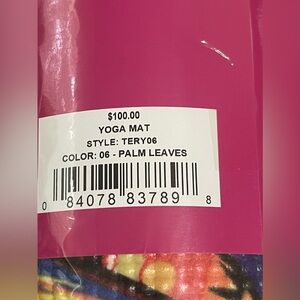 $100.00
YOGA MAT
STYLE: TERY06
COLOR: 06 - PALM LEAVES
0 84078 83789 8